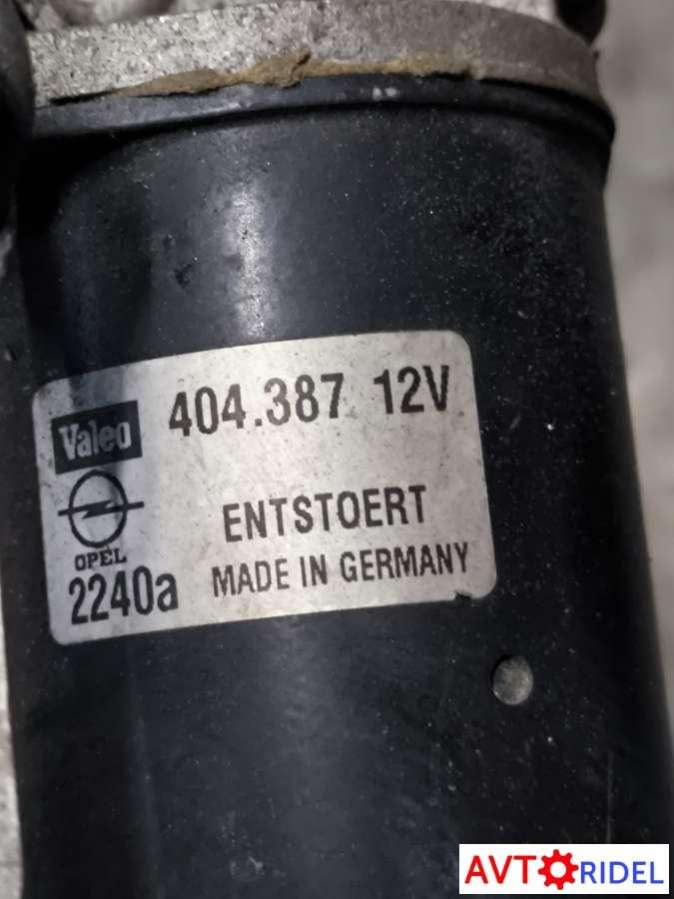 404.387 12V
Valeo
ENTSTOERT
OPEL
MADE IN GERMANY
2240a
AVTORIDEL